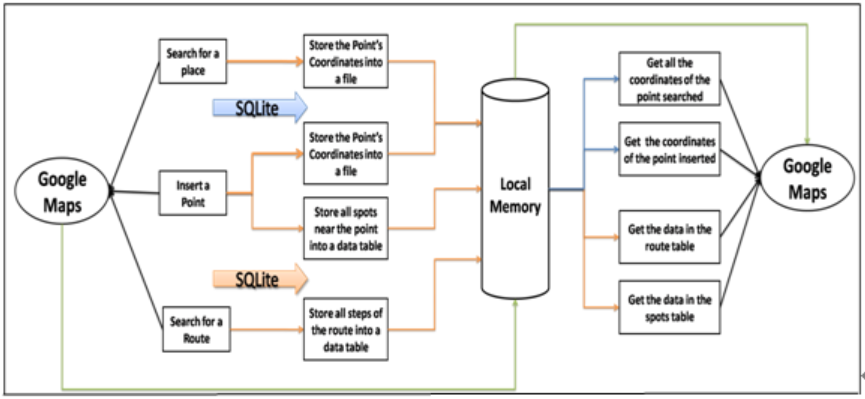 Google
Maps
Search for a
place
Store the Point's
Coordinates into
a file
SQLite
Insert a
Point
Store the Point's
Coordinates into
a file
Store all spots
near the point
into a data table
SQLite
Search for a
Route
Store all steps of
the route into a
data table
Local
Memory
Get all the
coordinates of the
point searched
Get the coordinates
of the point inserted
Get the data in the
route table
Get the data in the
spots table
Google
Maps